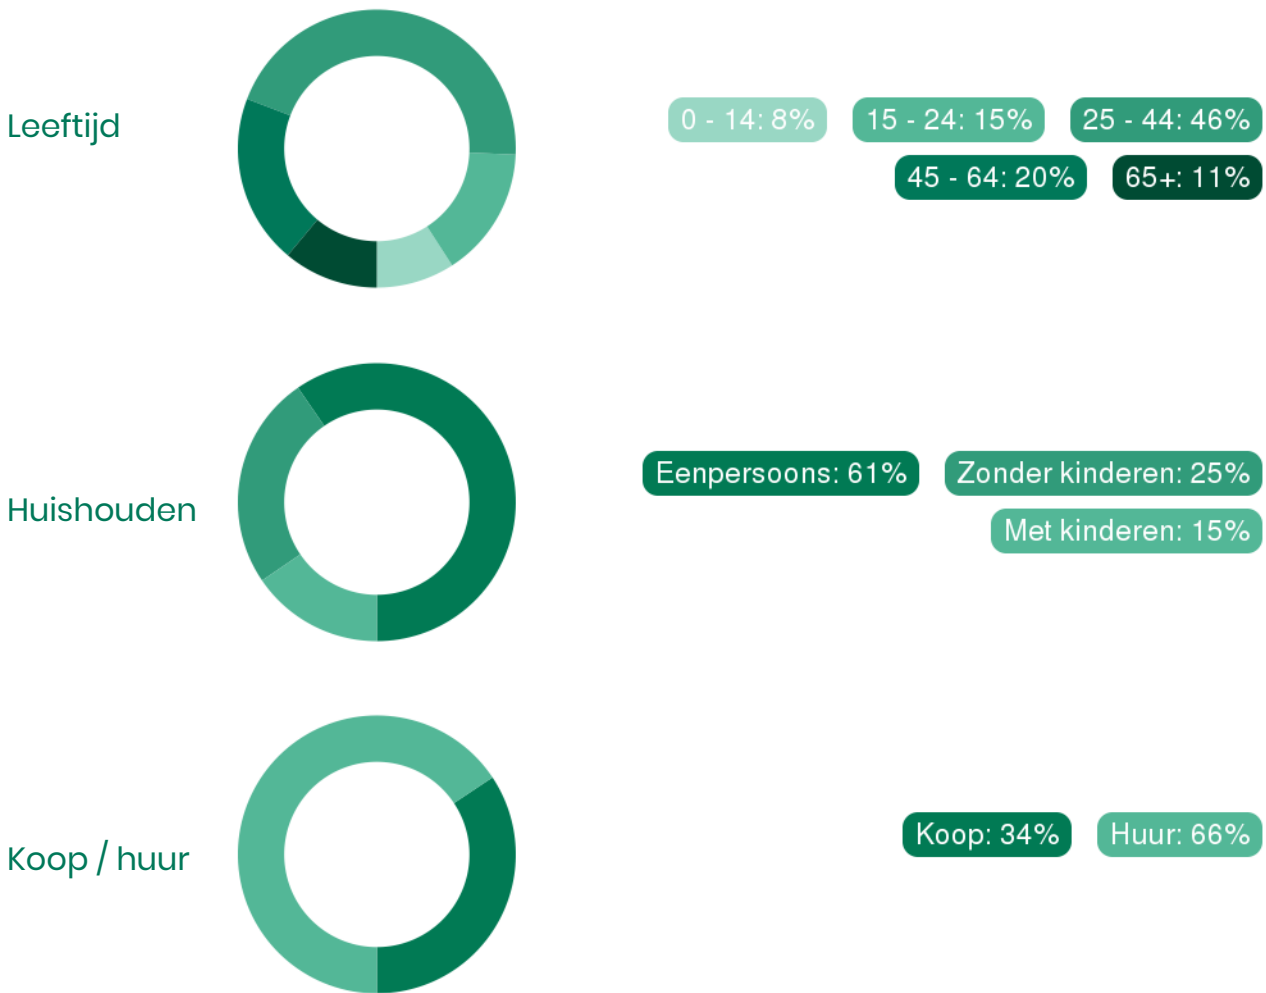 Leeftijd
0 - 14: 8% 15 - 24: 15% 25 - 44: 46%
45 - 64: 20% 65+: 11%
Huishouden
Eenpersoons: 61% Zonder kinderen: 25%
Met kinderen: 15%
Koop / huur
Koop: 34% Huur: 66%